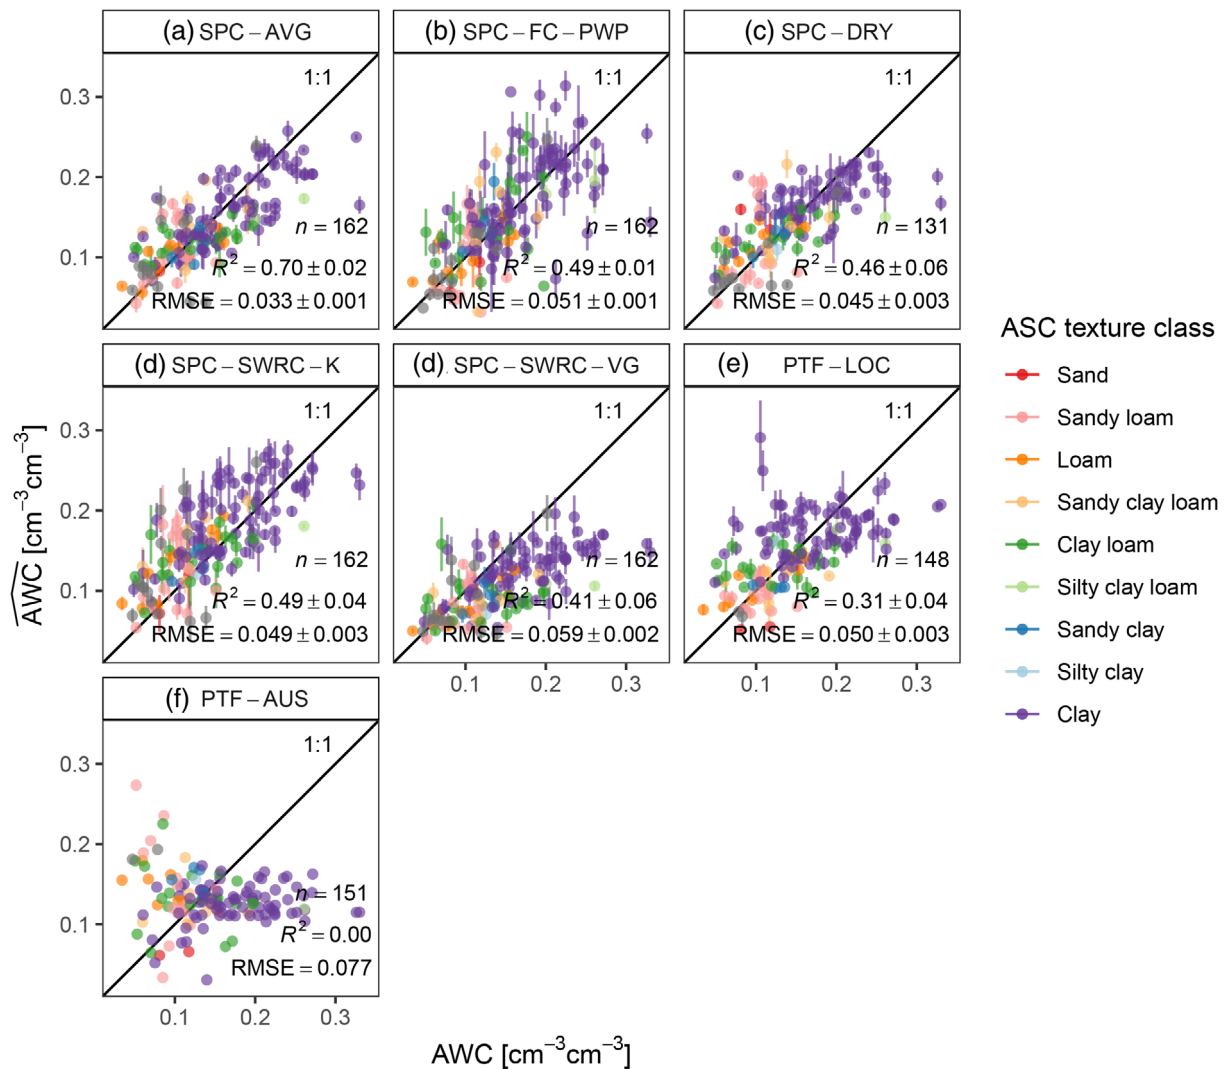 (a) SPC – AVG
(b) SPC – FC – PWP
(c) SPC – DRY
0.3
0.2
0.1
1:1
n = 162
R² = 0.70 ± 0.02
RMSE = 0.033 ± 0.001
1:1
n = 162
R² = 0.49 ± 0.01
RMSE = 0.051 ± 0.001
1:1
n = 131
R² = 0.46 ± 0.06
RMSE = 0.045 ± 0.003
(d) SPC – SWRC – K
(d) SPC – SWRC – VG
(e) PTF – LOC
0.3
0.2
0.1
1:1
n = 162
R² = 0.49 ± 0.04
RMSE = 0.049 ± 0.003
1:1
n = 162
R² = 0.41 ± 0.06
RMSE = 0.059 ± 0.002
1:1
n = 148
R² = 0.31 ± 0.04
RMSE = 0.050 ± 0.003
0.1 0.2 0.3
0.1 0.2 0.3
(f) PTF – AUS
0.3
0.2
0.1
1:1
n = 151
R² = 0.00
RMSE = 0.077
0.1 0.2 0.3
AWC [cm⁻³cm⁻³]
AWC [cm⁻³cm⁻³]
ASC texture class
Sand
Sandy loam
Loam
Sandy clay loam
Clay loam
Silty clay loam
Sandy clay
Silty clay
Clay